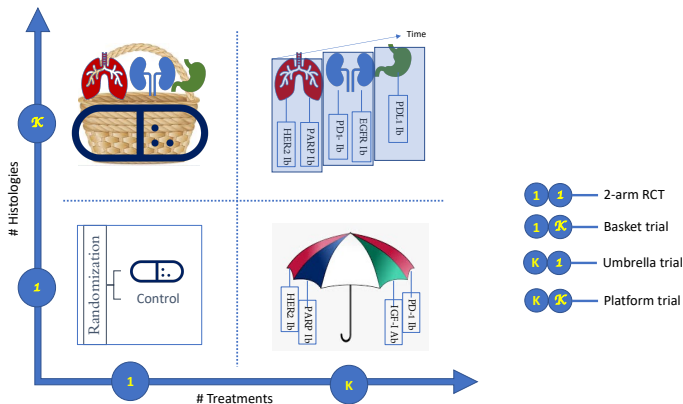 Time
HER2 Ib
PARP Ib
PD1- Ib
EGFR Ib
PDL1 Ib
K
# Histologies
1
Randomization
Control
HER2 Ib
PARP Ib
IGF-I Ab
PD-1 Ib
1
K
# Treatments
1 1 2-arm RCT
1 K Basket trial
K 1 Umbrella trial
K K Platform trial